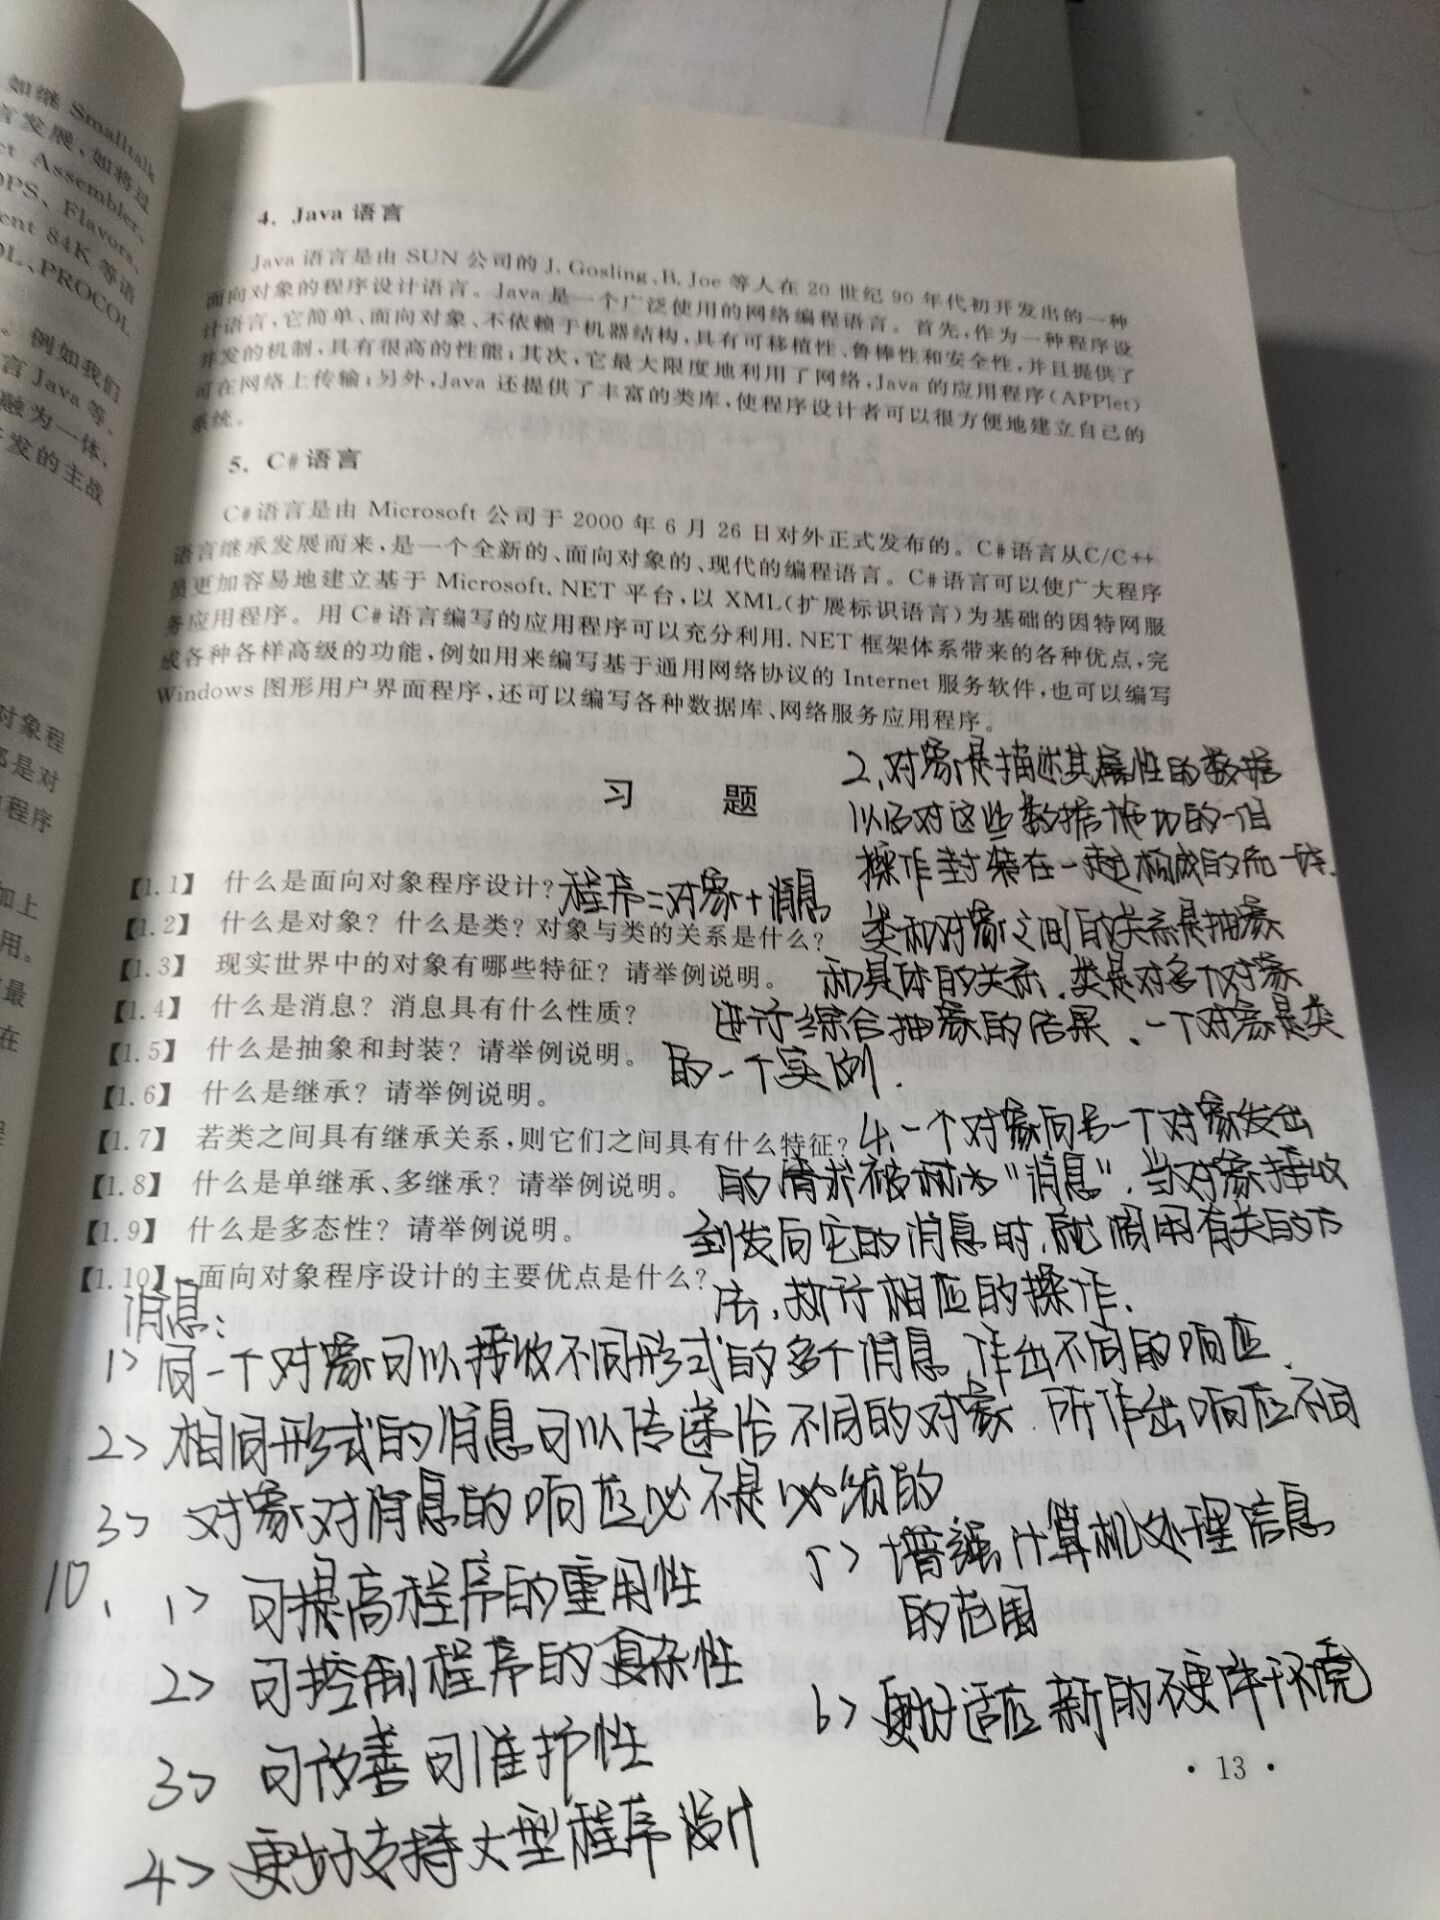 如继 Smalltalk
言发展,如将过
ct Assembler、
OPS、Flavors、
ent 84K 等语
OL、PROCOL
。例如我们
言 Java 等。
融为一体,
开发的主战
对象程
都是对
的程序
加上
用。
最
在
4. Java 语言
Java 语言是由 SUN 公司的 J. Gosling、B. Joe 等人在 20 世纪 90 年代初开发出的一种
面向对象的程序设计语言。Java 是一个广泛使用的网络编程语言。首先,作为一种程序设
计语言,它简单、面向对象、不依赖于机器结构,具有可移植性、鲁棒性和安全性,并且提供了
并发的机制,具有很高的性能;其次,它最大限度地利用了网络,Java 的应用程序(APPlet)
可在网络上传输;另外,Java 还提供了丰富的类库,使程序设计者可以很方便地建立自己的
系统。
5. C# 语言
C# 语言是由 Microsoft 公司于 2000 年 6 月 26 日对外正式发布的。C# 语言从 C/C++
语言继承发展而来,是一个全新的、面向对象的、现代的编程语言。C# 语言可以使广大程序
员更加容易地建立基于 Microsoft. NET 平台,以 XML(扩展标识语言)为基础的因特网服
务应用程序。用 C# 语言编写的应用程序可以充分利用. NET 框架体系带来的各种优点,完
成各种各样高级的功能,例如用来编写基于通用网络协议的 Internet 服务软件,也可以编写
Windows 图形用户界面程序,还可以编写各种数据库、网络服务应用程序。
习 题
2、对象是描述其属性的数据
以及对这些数据施加的一组
操作封装在一起构成的统一体.
【1.1】 什么是面向对象程序设计? 程序=对象+消息
【1.2】 什么是对象?什么是类?对象与类的关系是什么? 类和对象之间的关系是抽象
【1.3】 现实世界中的对象有哪些特征?请举例说明。 和具体的关系、类是对多个对象
【1.4】 什么是消息?消息具有什么性质? 进行综合抽象的结果、一个对象是类
【1.5】 什么是抽象和封装?请举例说明。 的一个实例.
【1.6】 什么是继承?请举例说明。
【1.7】 若类之间具有继承关系,则它们之间具有什么特征? 4、一个对象向另一个对象发出
【1.8】 什么是单继承、多继承?请举例说明。 的请求被称为“消息”,当对象接收
【1.9】 什么是多态性?请举例说明。 到发向它的消息时,就调用有关的方
【1.10】 面向对象程序设计的主要优点是什么? 法,执行相应的操作.
消息:
1> 同一个对象可以接收不同形式的多个消息,作出不同的响应.
2> 相同形式的消息可以传递给不同的对象,所作出响应不同
3> 对象对消息的响应必不是必须的
10、1> 可提高程序的重用性
2> 可控制程序的复杂性
3> 可改善可维护性
4> 更好支持大型程序设计
5> 增强计算机处理信息
的范围
6> 更好适应新的硬件环境
• 13 •